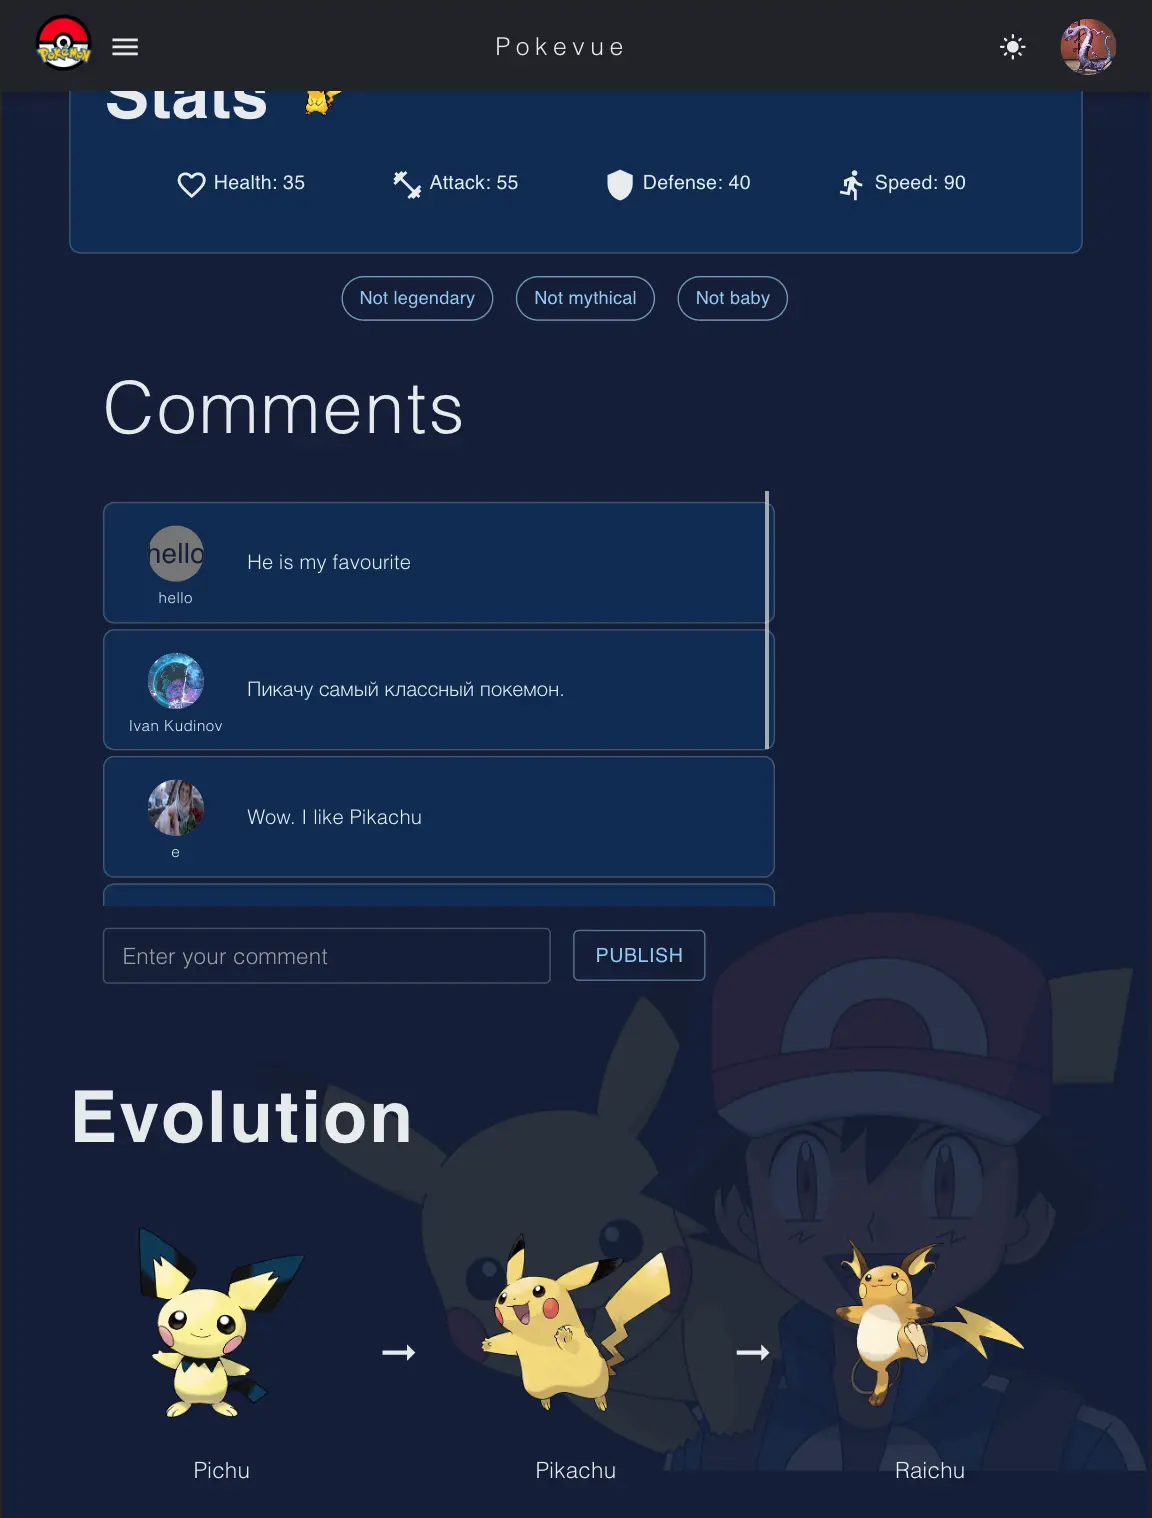 Pokémon
Pokevue
Stats
Health: 35
Attack: 55
Defense: 40
Speed: 90
Not legendary
Not mythical
Not baby
Comments
hello
He is my favourite
hello
Пикачу самый классный покемон.
Ivan Kudinov
Wow. I like Pikachu
e
Enter your comment
PUBLISH
Evolution
Pichu
Pikachu
Raichu